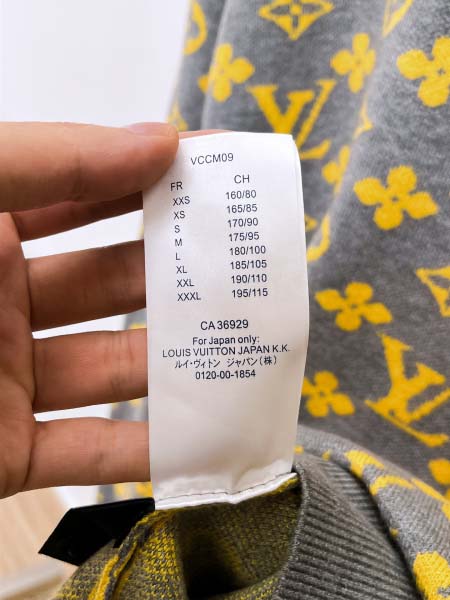 VCCM09
FR CH
XXS 160/80
XS 165/85
S 170/90
M 175/95
L 180/100
XL 185/105
XXL 190/110
XXXL 195/115
CA 36929
For Japan only:
LOUIS VUITTON JAPAN K.K.
ルイ・ヴィトン ジャパン(株)
0120-00-1854